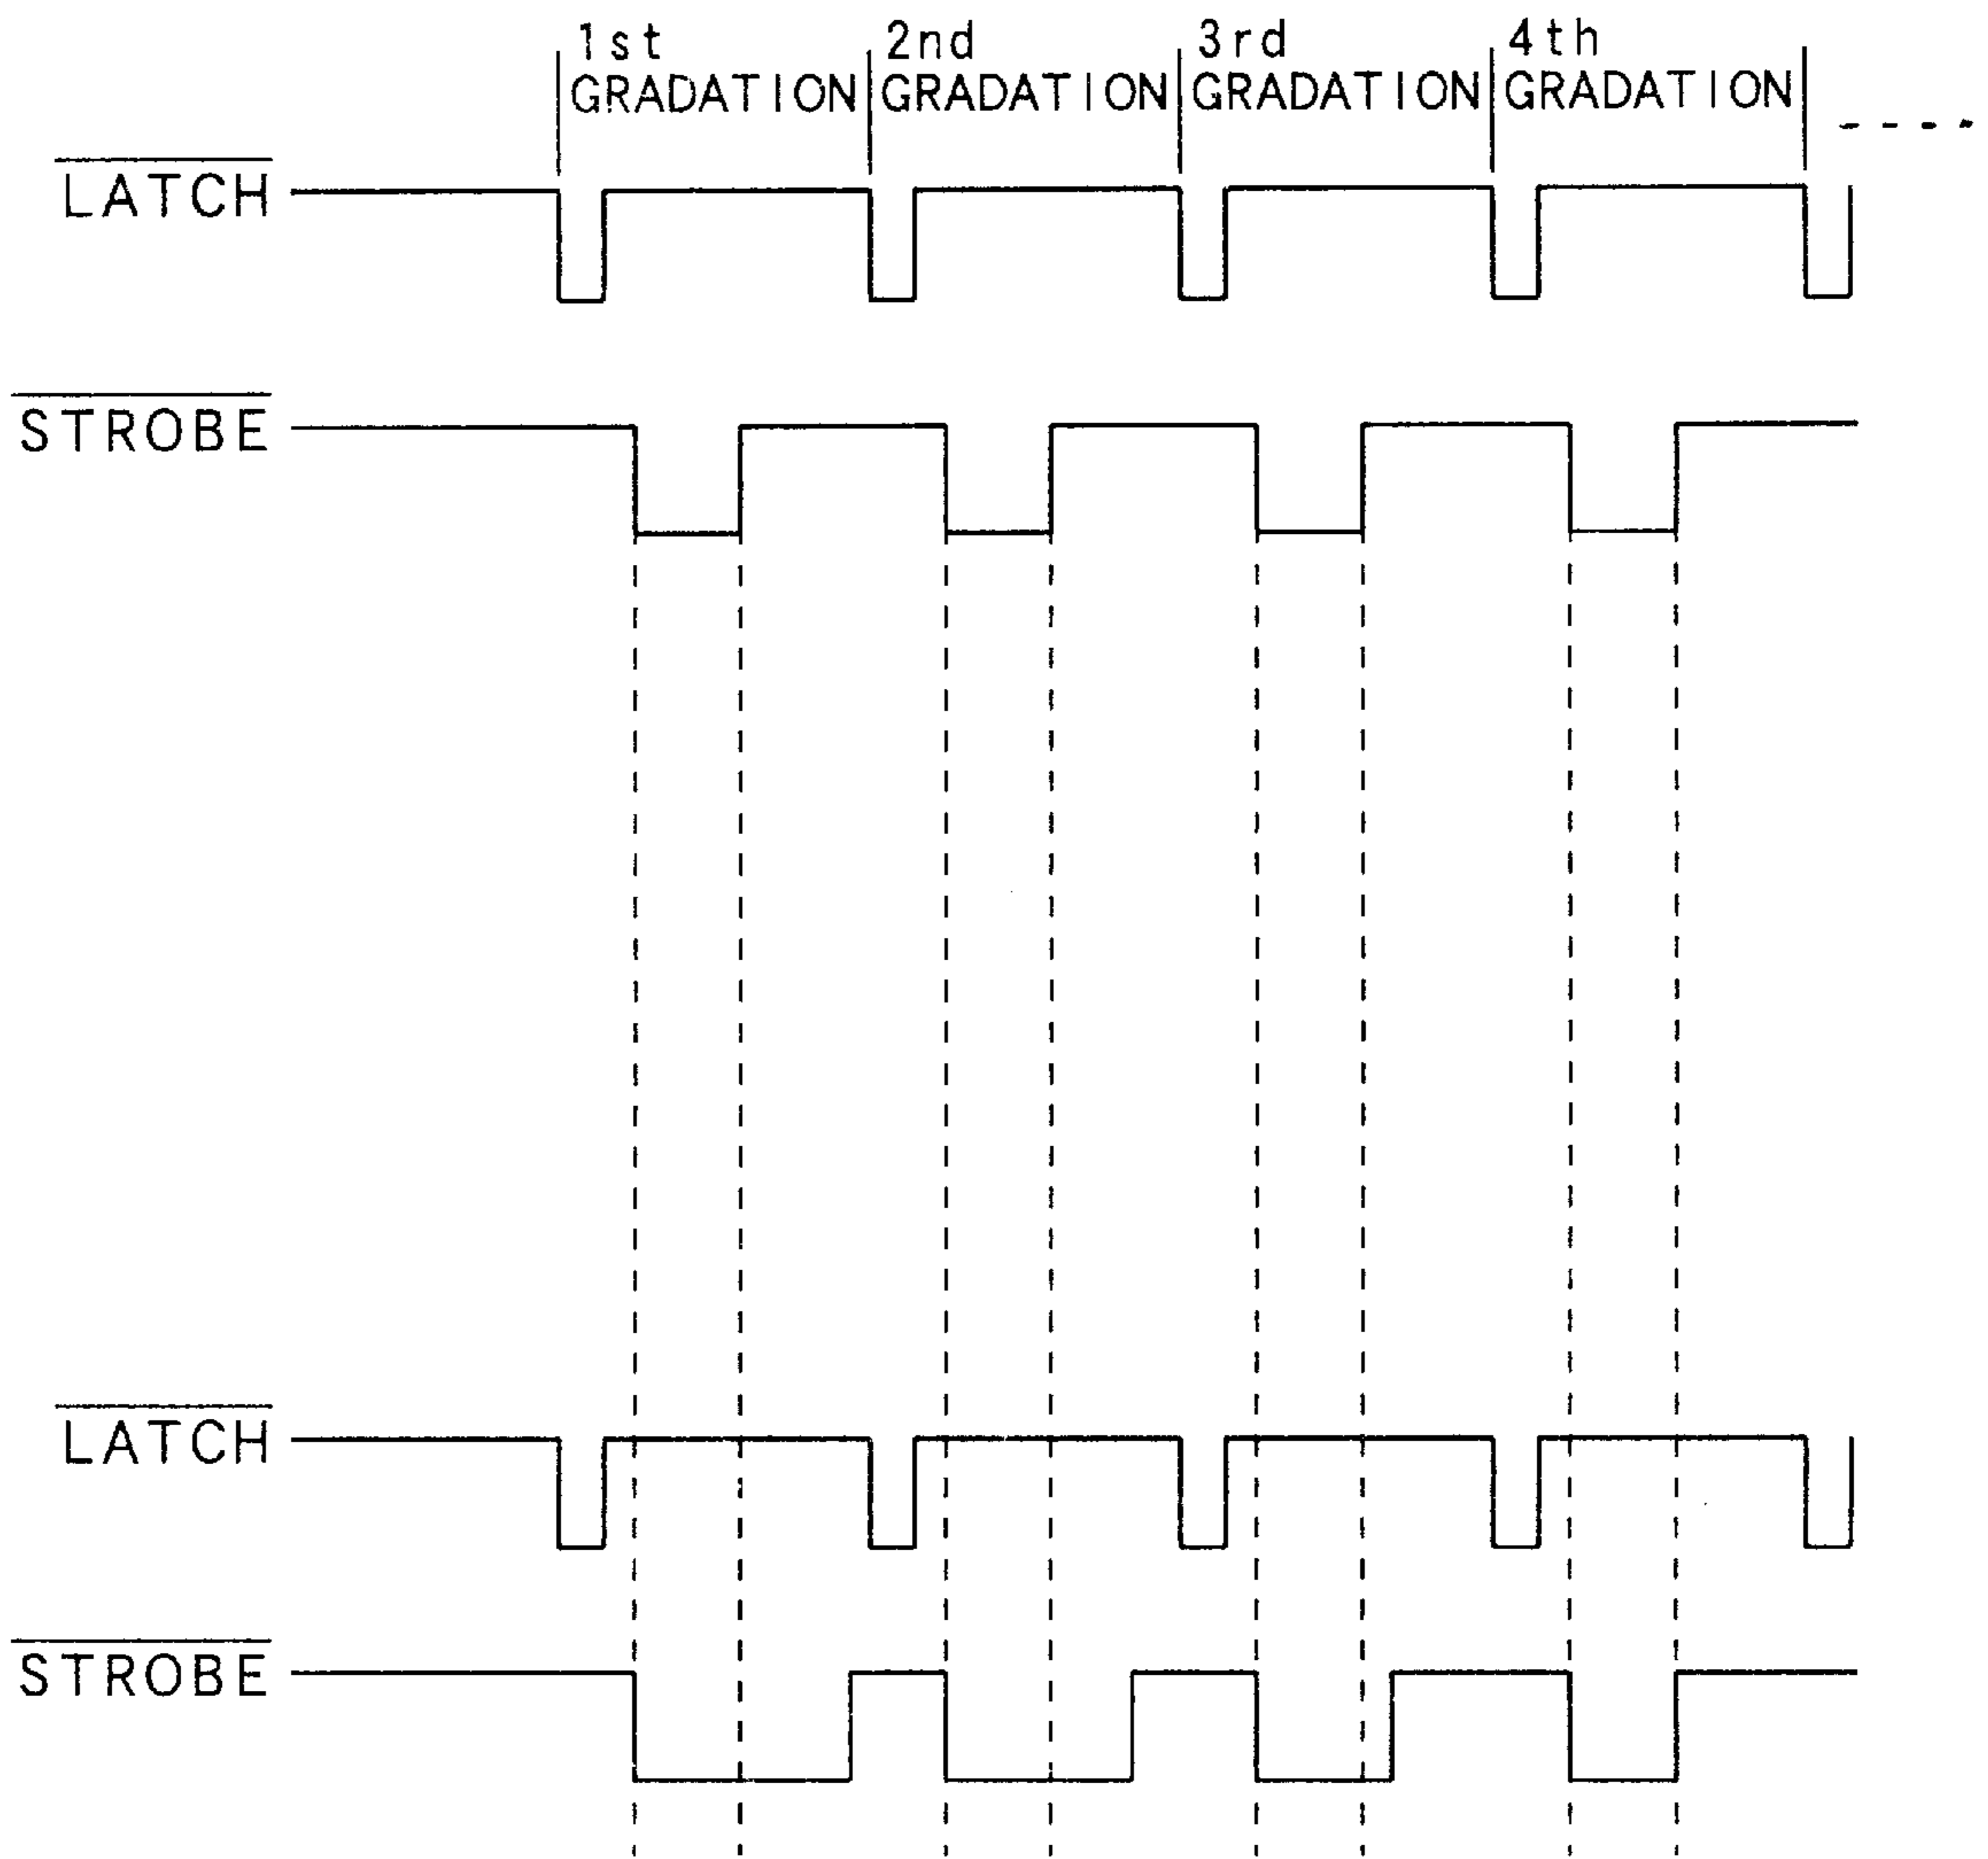 1st 2nd 3rd 4th
GRADATION GRADATION GRADATION GRADATION
LATCH
STROBE
LATCH
STROBE